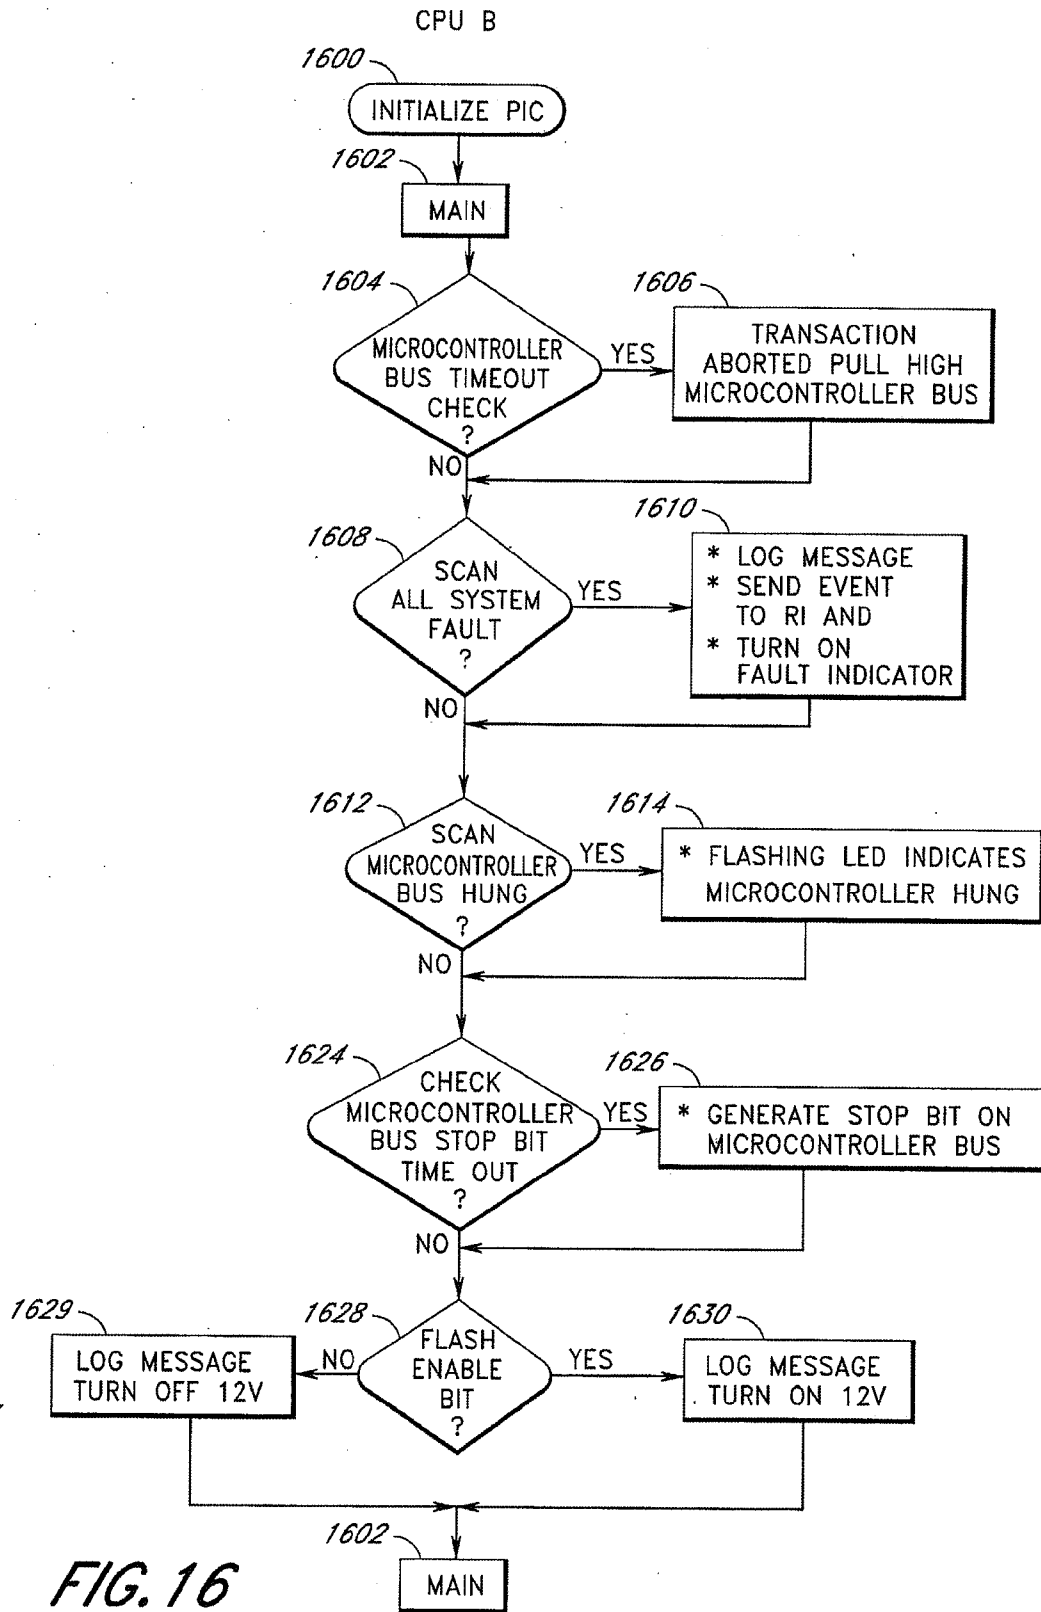 CPU B
1600
INITIALIZE PIC
1602
MAIN
1604
MICROCONTROLLER
BUS TIMEOUT
CHECK
?
YES
NO
1606
TRANSACTION
ABORTED PULL HIGH
MICROCONTROLLER BUS
1608
SCAN
ALL SYSTEM
FAULT
?
YES
NO
1610
* LOG MESSAGE
* SEND EVENT
TO RI AND
* TURN ON
FAULT INDICATOR
1612
SCAN
MICROCONTROLLER
BUS HUNG
?
YES
NO
1614
* FLASHING LED INDICATES
MICROCONTROLLER HUNG
1624
CHECK
MICROCONTROLLER
BUS STOP BIT
TIME OUT
?
YES
NO
1626
* GENERATE STOP BIT ON
MICROCONTROLLER BUS
1628
FLASH
ENABLE
BIT
?
NO
YES
1629
LOG MESSAGE
TURN OFF 12V
1630
LOG MESSAGE
TURN ON 12V
1602
MAIN
FIG. 16